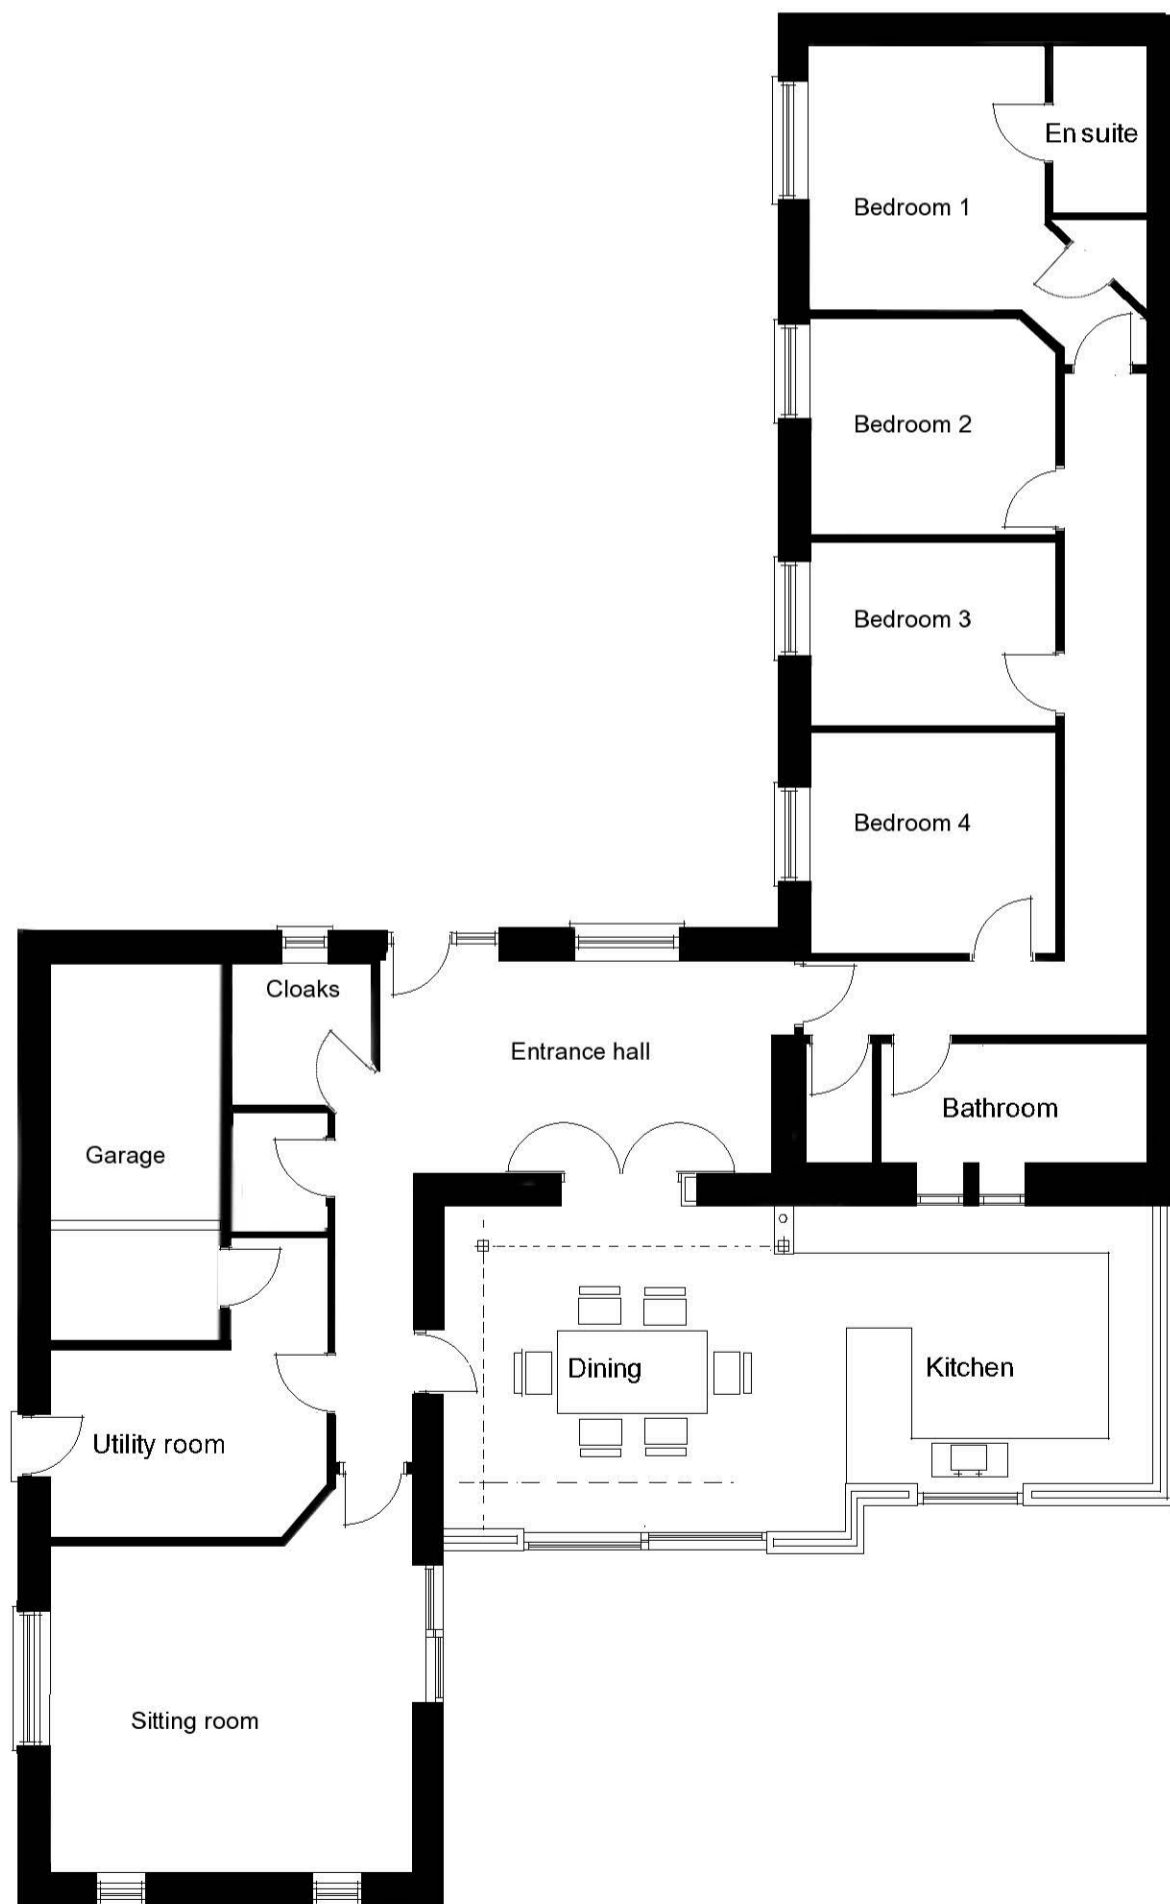 En suite
Bedroom 1
Bedroom 2
Bedroom 3
Bedroom 4
Cloaks
Entrance hall
Bathroom
Garage
Dining
Kitchen
Utility room
Sitting room